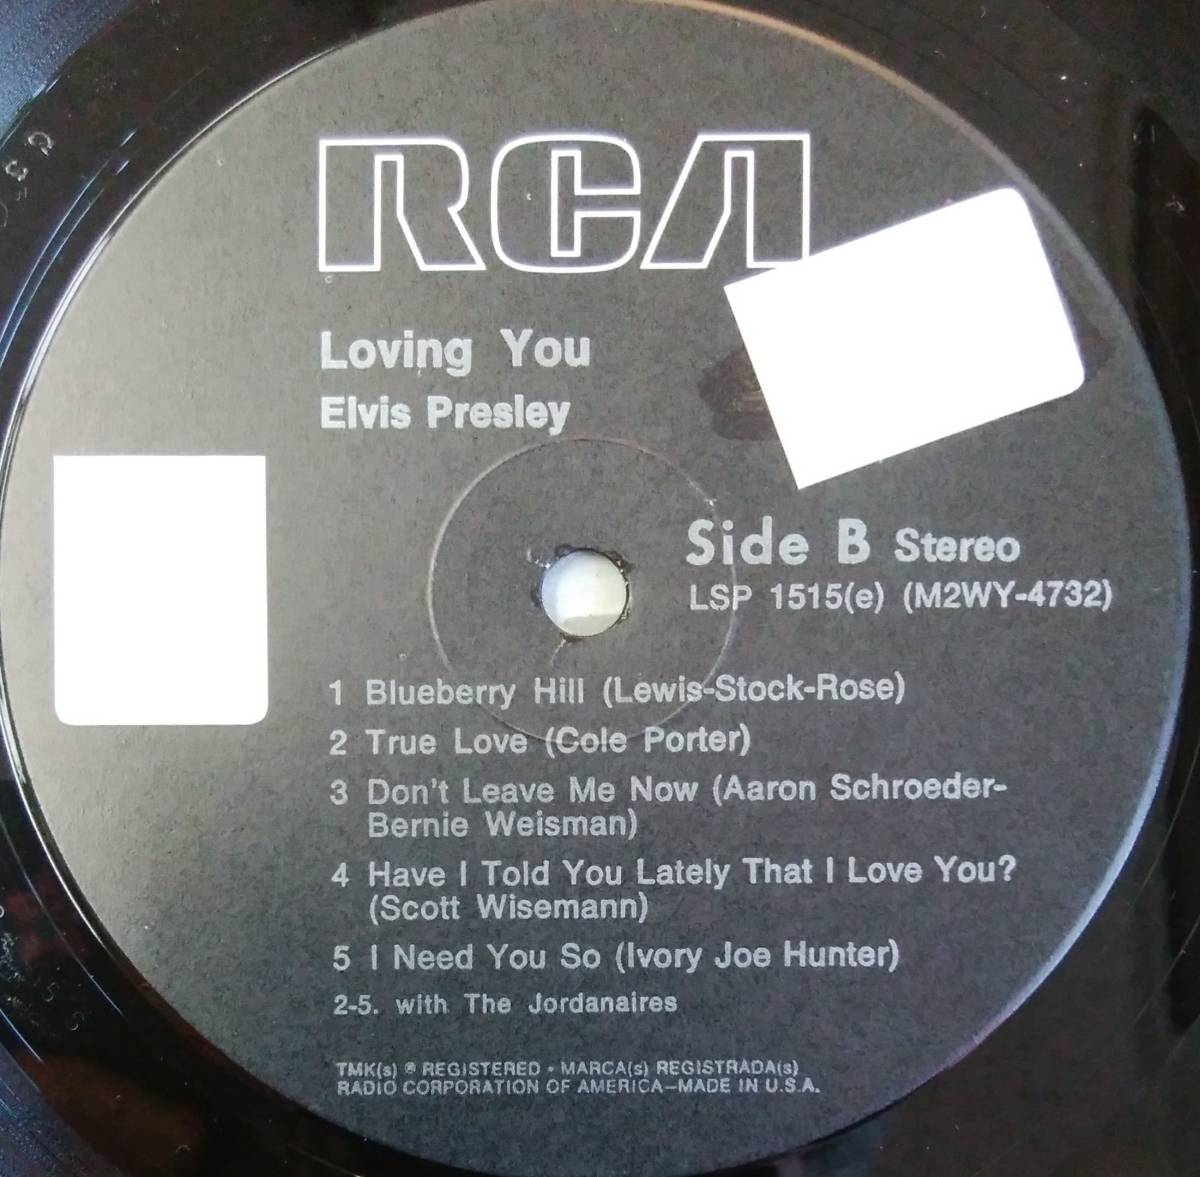 RCA
Loving You
Elvis Presley
Side B Stereo
LSP 1515(e) (M2WY-4732)
1 Blueberry Hill (Lewis-Stock-Rose)
2 True Love (Cole Porter)
3 Don't Leave Me Now (Aaron Schroeder-
Bernie Weisman)
4 Have I Told You Lately That I Love You?
(Scott Wisemann)
5 I Need You So (Ivory Joe Hunter)
2-5. with The Jordanaires
TMK(s) ® REGISTERED • MARCA(s) REGISTRADA(s)
RADIO CORPORATION OF AMERICA—MADE IN U.S.A.